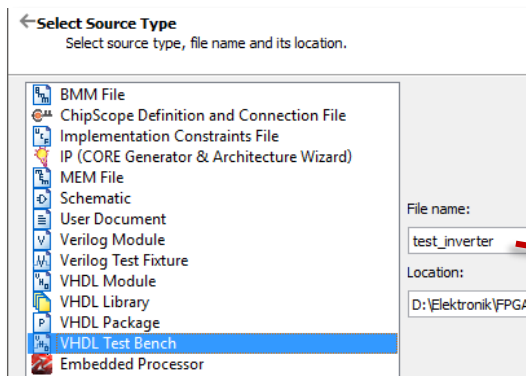 Select Source Type
Select source type, file name and its location.
BMM File
ChipScope Definition and Connection File
Implementation Constraints File
IP (CORE Generator & Architecture Wizard)
MEM File
Schematic
User Document
Verilog Module
Verilog Test Fixture
VHDL Module
VHDL Library
VHDL Package
VHDL Test Bench
Embedded Processor
File name:
test_inverter
Location:
D:\Elektronik\FPGA